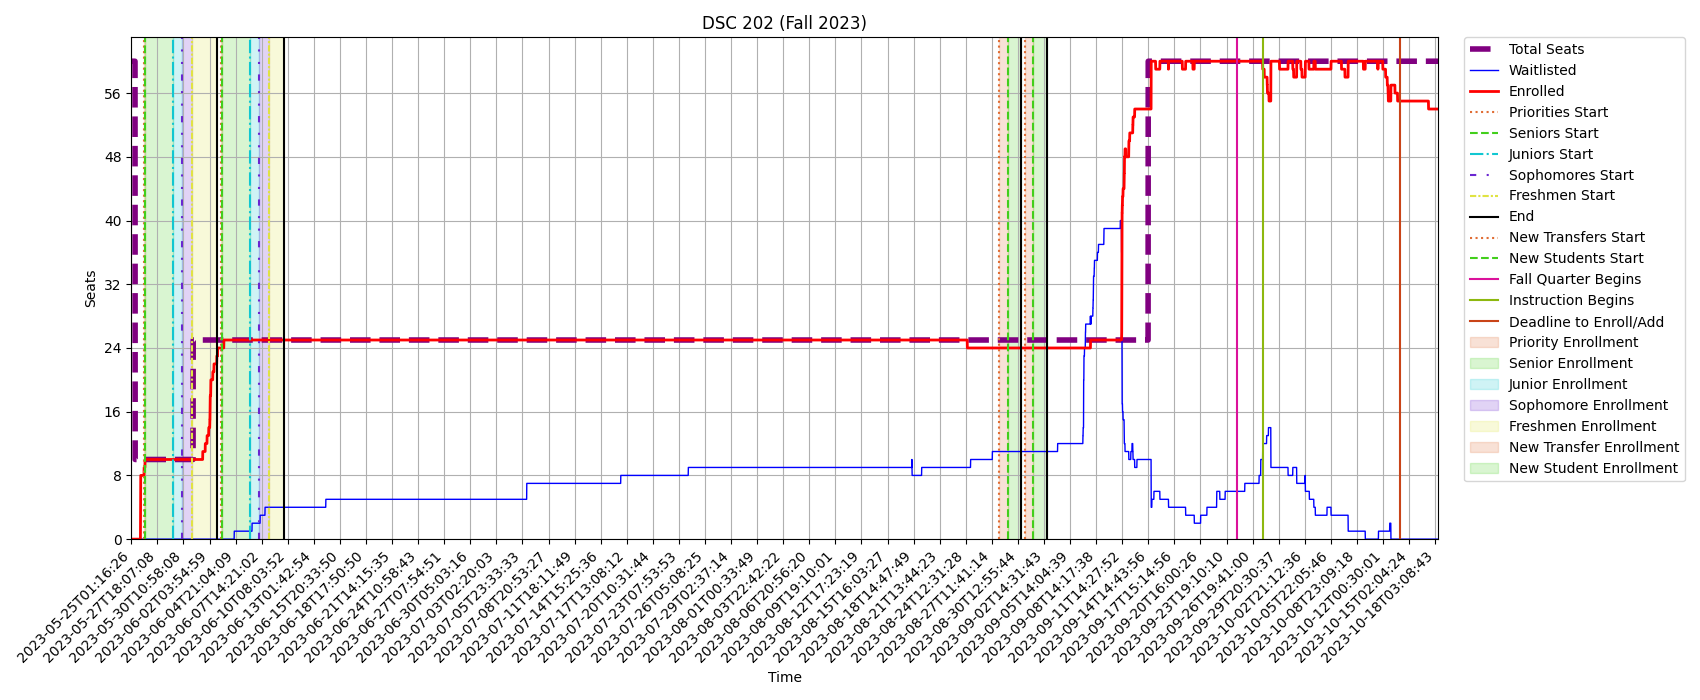 DSC 202 (Fall 2023)
Seats
56
48
40
32
24
16
8
0
2023-05-25T01:16:26
2023-05-27T18:07:08
2023-05-30T10:58:08
2023-06-02T03:54:59
2023-06-04T21:04:09
2023-06-07T14:21:02
2023-06-10T08:03:52
2023-06-13T01:42:54
2023-06-15T20:33:50
2023-06-18T17:50:50
2023-06-21T14:15:35
2023-06-24T10:58:43
2023-06-27T07:54:51
2023-06-30T05:03:16
2023-07-03T02:20:03
2023-07-05T23:33:33
2023-07-08T20:53:27
2023-07-11T18:11:49
2023-07-14T15:25:36
2023-07-17T13:08:12
2023-07-20T10:31:44
2023-07-23T07:53:53
2023-07-26T05:08:25
2023-07-29T02:37:14
2023-08-01T00:33:49
2023-08-03T22:42:22
2023-08-06T20:56:20
2023-08-09T19:10:01
2023-08-12T17:23:19
2023-08-15T16:03:27
2023-08-18T14:47:49
2023-08-21T13:44:23
2023-08-24T12:31:28
2023-08-27T11:41:14
2023-08-30T12:55:44
2023-09-02T14:31:43
2023-09-05T14:04:39
2023-09-08T14:17:38
2023-09-11T14:27:52
2023-09-14T14:43:56
2023-09-17T15:14:56
2023-09-20T16:00:26
2023-09-23T19:10:10
2023-09-26T19:41:00
2023-09-29T20:30:37
2023-10-02T21:12:36
2023-10-05T22:05:46
2023-10-08T23:09:18
2023-10-12T00:30:01
2023-10-15T02:04:24
2023-10-18T03:08:43
Time
Total Seats
Waitlisted
Enrolled
Priorities Start
Seniors Start
Juniors Start
Sophomores Start
Freshmen Start
End
New Transfers Start
New Students Start
Fall Quarter Begins
Instruction Begins
Deadline to Enroll/Add
Priority Enrollment
Senior Enrollment
Junior Enrollment
Sophomore Enrollment
Freshmen Enrollment
New Transfer Enrollment
New Student Enrollment